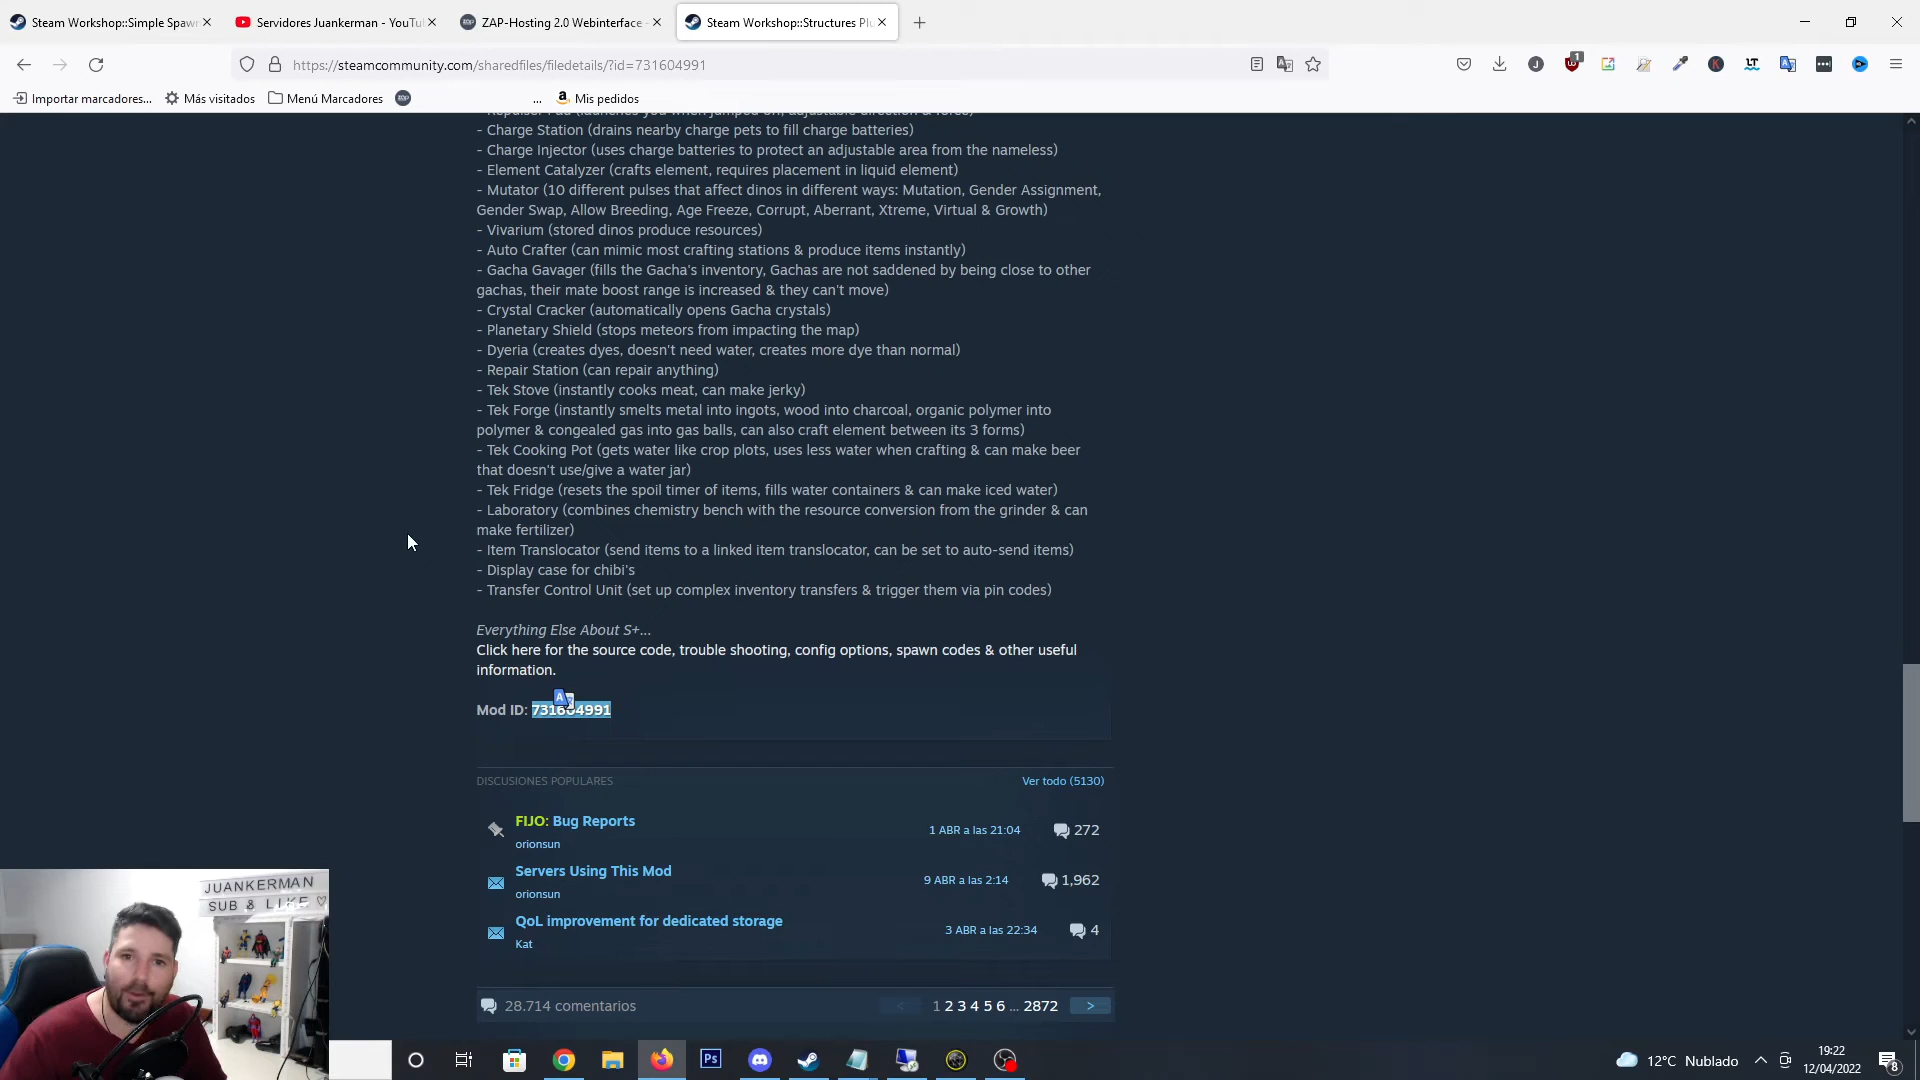 Steam Workshop::Simple Spawn
Servidores Juankerman - YouTu
ZAP-Hosting 2.0 Webinterface -
Steam Workshop::Structures Plu
https://steamcommunity.com/sharedfiles/filedetails/?id=731604991
1
Importar marcadores...
Más visitados
Menú Marcadores
...
Mis pedidos
- Charge Station (drains nearby charge pets to fill charge batteries)
- Charge Injector (uses charge batteries to protect an adjustable area from the nameless)
- Element Catalyzer (crafts element, requires placement in liquid element)
- Mutator (10 different pulses that affect dinos in different ways: Mutation, Gender Assignment,
Gender Swap, Allow Breeding, Age Freeze, Corrupt, Aberrant, Xtreme, Virtual & Growth)
- Vivarium (stored dinos produce resources)
- Auto Crafter (can mimic most crafting stations & produce items instantly)
- Gacha Gavager (fills the Gacha's inventory, Gachas are not saddened by being close to other
gachas, their mate boost range is increased & they can't move)
- Crystal Cracker (automatically opens Gacha crystals)
- Planetary Shield (stops meteors from impacting the map)
- Dyeria (creates dyes, doesn't need water, creates more dye than normal)
- Repair Station (can repair anything)
- Tek Stove (instantly cooks meat, can make jerky)
- Tek Forge (instantly smelts metal into ingots, wood into charcoal, organic polymer into
polymer & congealed gas into gas balls, can also craft element between its 3 forms)
- Tek Cooking Pot (gets water like crop plots, uses less water when crafting & can make beer
that doesn't use/give a water jar)
- Tek Fridge (resets the spoil timer of items, fills water containers & can make iced water)
- Laboratory (combines chemistry bench with the resource conversion from the grinder & can
make fertilizer)
- Item Translocator (send items to a linked item translocator, can be set to auto-send items)
- Display case for chibi's
- Transfer Control Unit (set up complex inventory transfers & trigger them via pin codes)
Everything Else About S+...
Click here for the source code, trouble shooting, config options, spawn codes & other useful
information.
Mod ID: 731604991
DISCUSIONES POPULARES
Ver todo (5130)
FIJO: Bug Reports
orionsun
1 ABR a las 21:04
272
Servers Using This Mod
orionsun
9 ABR a las 2:14
1,962
QoL improvement for dedicated storage
Kat
3 ABR a las 22:34
4
28.714 comentarios
< 1 2 3 4 5 6 ... 2872 >
JUANKERMAN
SUB & LIKE ♡
12°C Nublado
19:22
12/04/2022
8